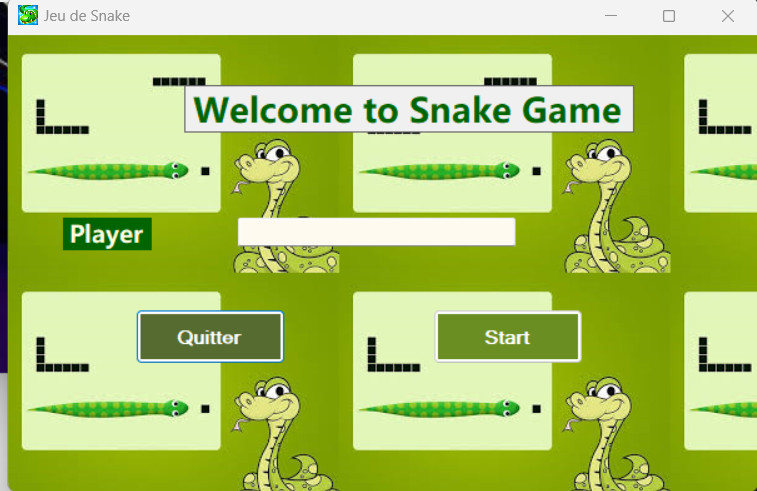 Jeu de Snake
Welcome to Snake Game
Player
Quitter
Start